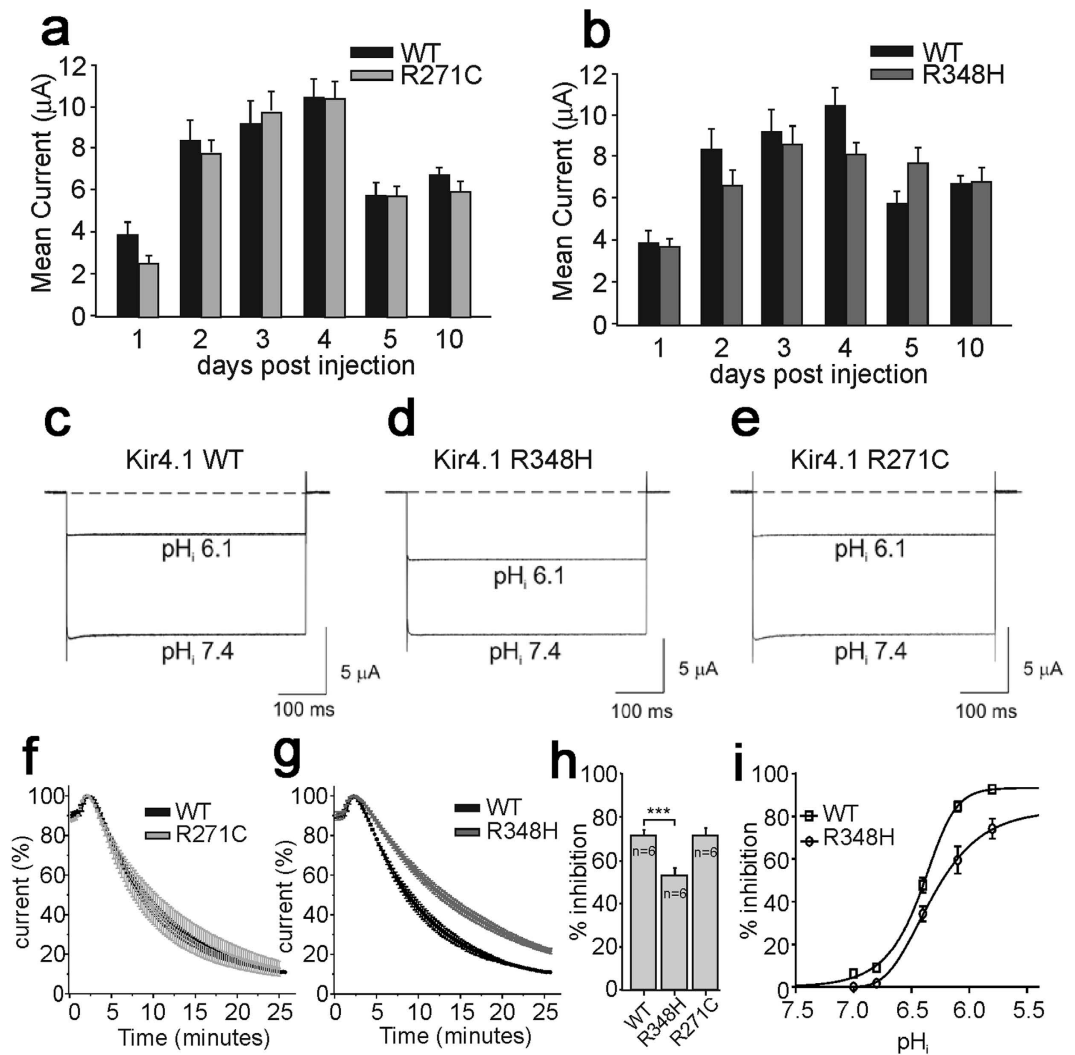 a
WT
R271C
Mean Current (μA)
12
10
8
6
4
2
0
1 2 3 4 5 10
days post injection
b
WT
R348H
Mean Current (μA)
12
10
8
6
4
2
0
1 2 3 4 5 10
days post injection
c
Kir4.1 WT
pHi 6.1
pHi 7.4
5 μA
100 ms
d
Kir4.1 R348H
pHi 6.1
pHi 7.4
5 μA
100 ms
e
Kir4.1 R271C
pHi 6.1
pHi 7.4
5 μA
100 ms
f
WT
R271C
current (%)
100
80
60
40
20
0
0 5 10 15 20 25
Time (minutes)
g
WT
R348H
current (%)
100
80
60
40
20
0
0 5 10 15 20 25
Time (minutes)
h
% inhibition
100
80
60
40
20
0
***
n=6
n=6
n=6
WT
R348H
R271C
i
WT
R348H
% inhibition
100
80
60
40
20
0
7.5 7.0 6.5 6.0 5.5
pHi